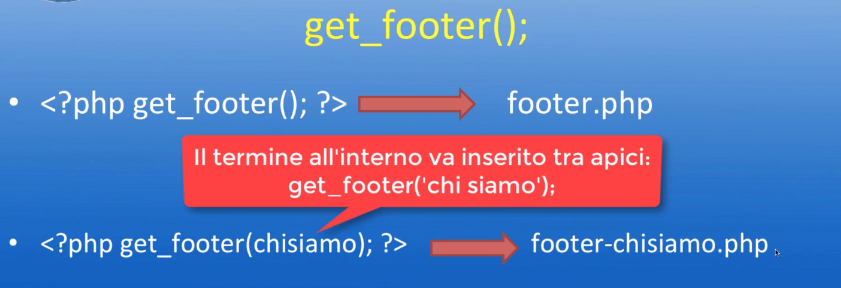 get_footer();
• <?php get_footer(); ?> footer.php
Il termine all'interno va inserito tra apici:
get_footer('chi siamo');
• <?php get_footer(chisiamo); ?> footer-chisiamo.php